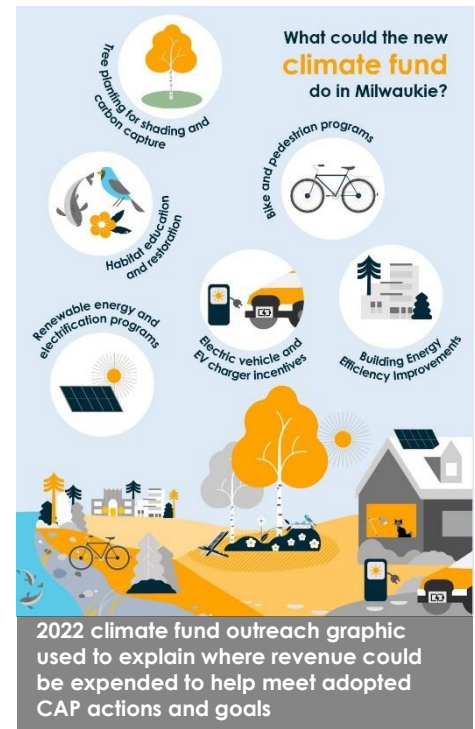 What could the new
climate fund
do in Milwaukie?
Tree planting for shading and
carbon capture
Bike and pedestrian programs
Habitat education
and restoration
Renewable energy and
electrification programs
Electric vehicle and
EV charger incentives
Building Energy
Efficiency Improvements
2022 climate fund outreach graphic
used to explain where revenue could
be expended to help meet adopted
CAP actions and goals